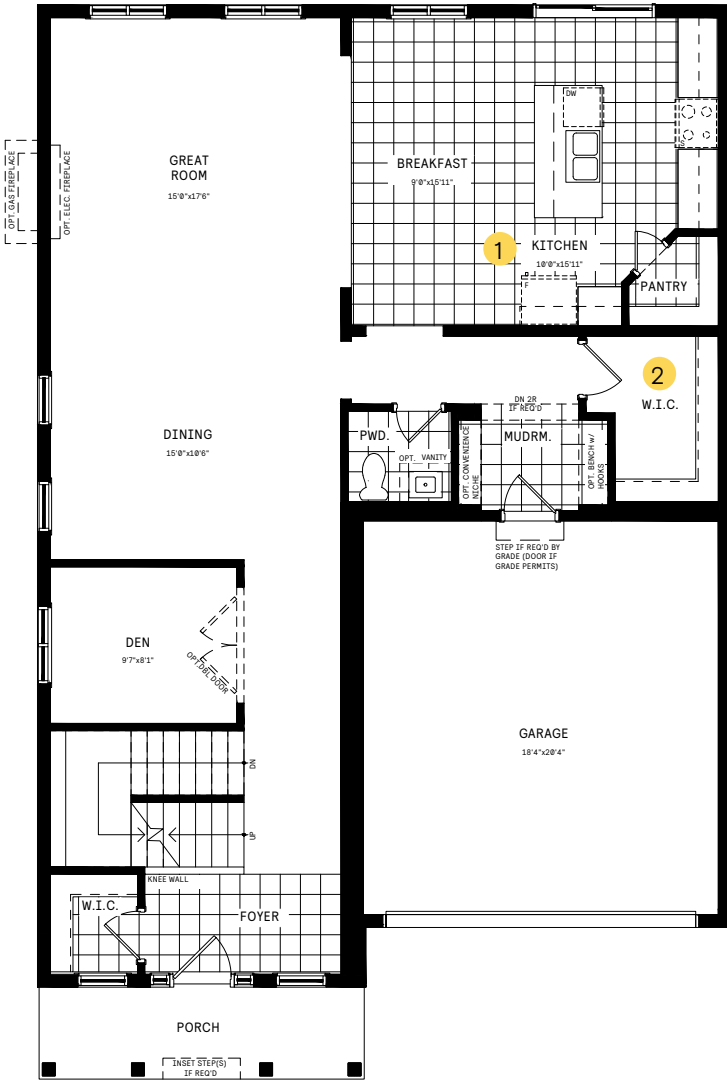 GREAT
ROOM
15'0"x17'6"
OPT. GAS FIREPLACE
OPT. ELEC. FIREPLACE
BREAKFAST
9'0"x15'11"
DW
S
1
KITCHEN
10'0"x15'11"
F
PANTRY
2
W.I.C.
DINING
15'0"x10'6"
PWD.
OPT. VANITY
DN 2R
IF REQ'D
MUDRM.
OPT. CONVENIENCE
NICHE
OPT. BENCH w/
HOOKS
STEP IF REQ'D BY
GRADE (DOOR IF
GRADE PERMITS)
DEN
9'7"x8'1"
OPT.DBL DOOR
GARAGE
18'4"x20'4"
DN
UP
KNEE WALL
W.I.C.
FOYER
PORCH
INSET STEP(S)
IF REQ'D